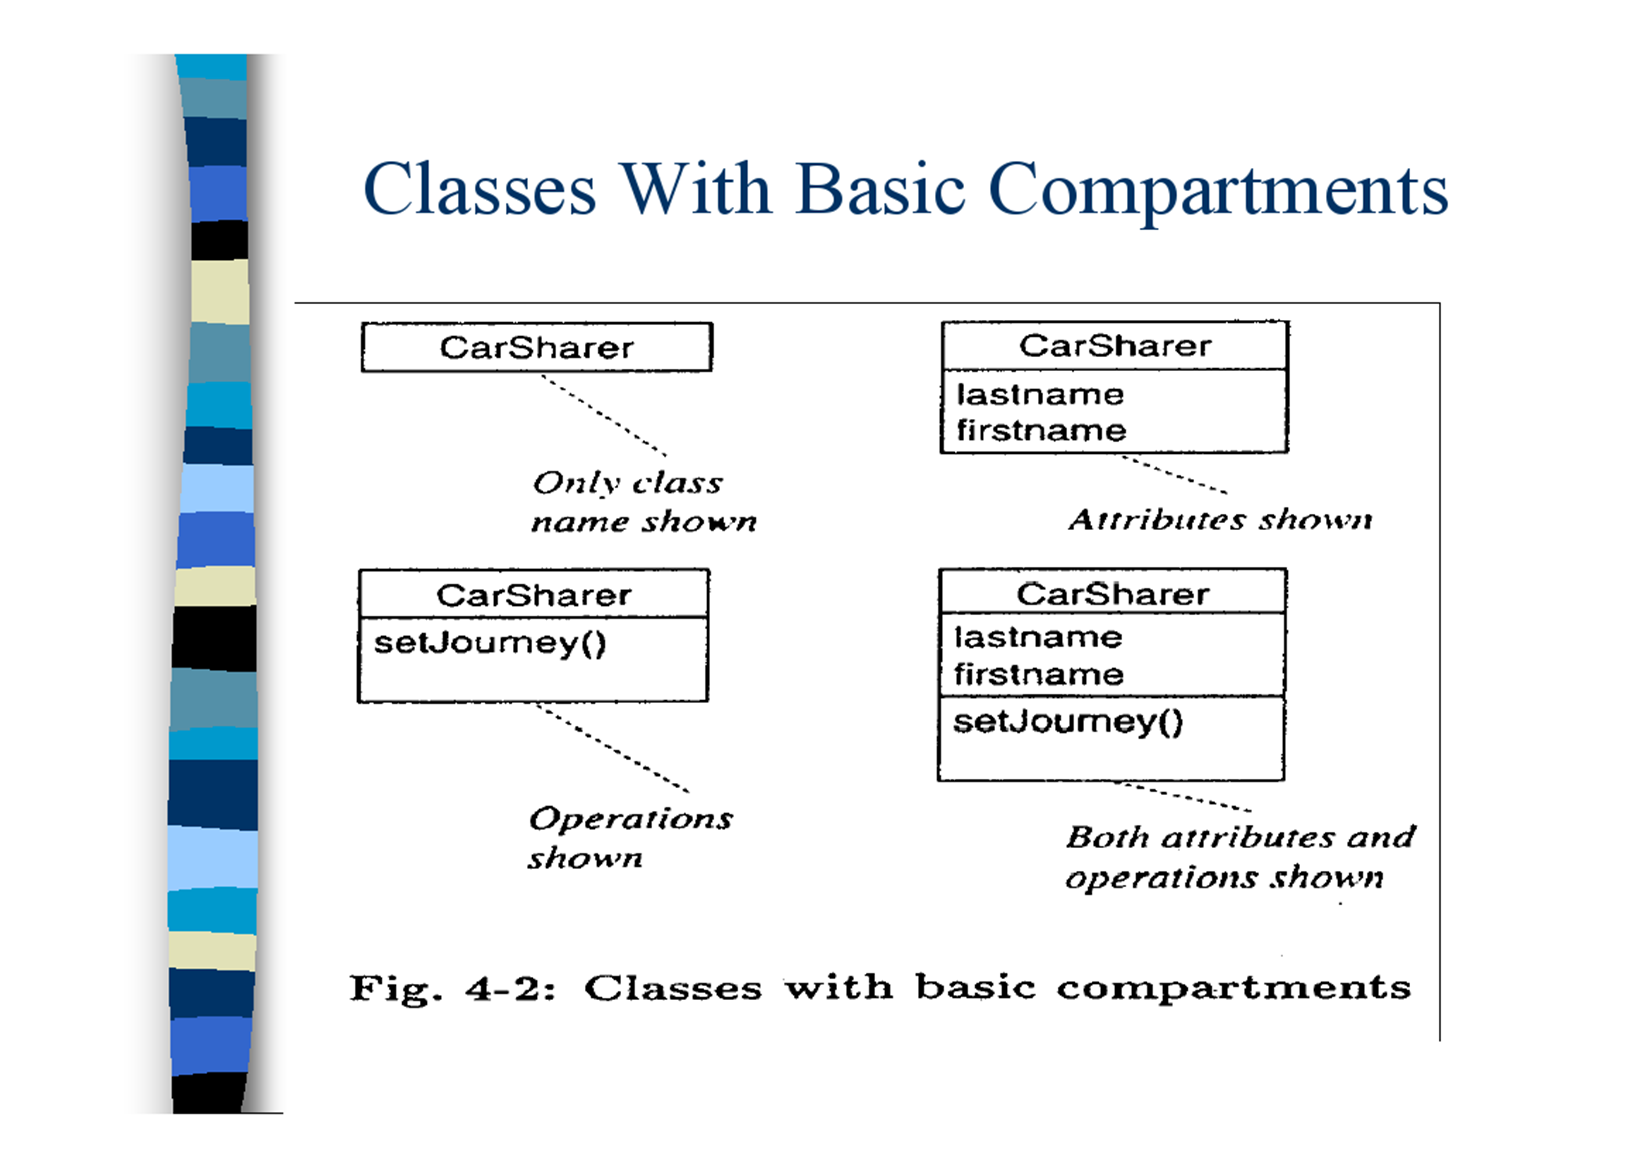 Classes With Basic Compartments
CarSharer
Only class
name shown
CarSharer
lastname
firstname
Attributes shown
CarSharer
setJourney()
Operations
shown
CarSharer
lastname
firstname
setJourney()
Both attributes and
operations shown
Fig. 4-2: Classes with basic compartments